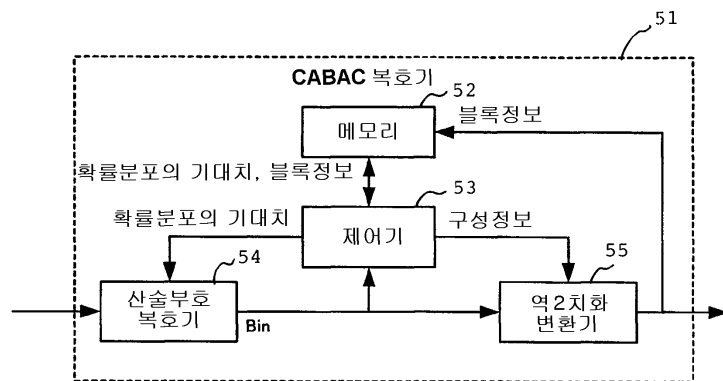 51
CABAC 복호기
52
메모리
블록정보
확률분포의 기대치, 블록정보
53
확률분포의 기대치
제어기
구성정보
54
산술부호
복호기
Bin
55
역2치화
변환기